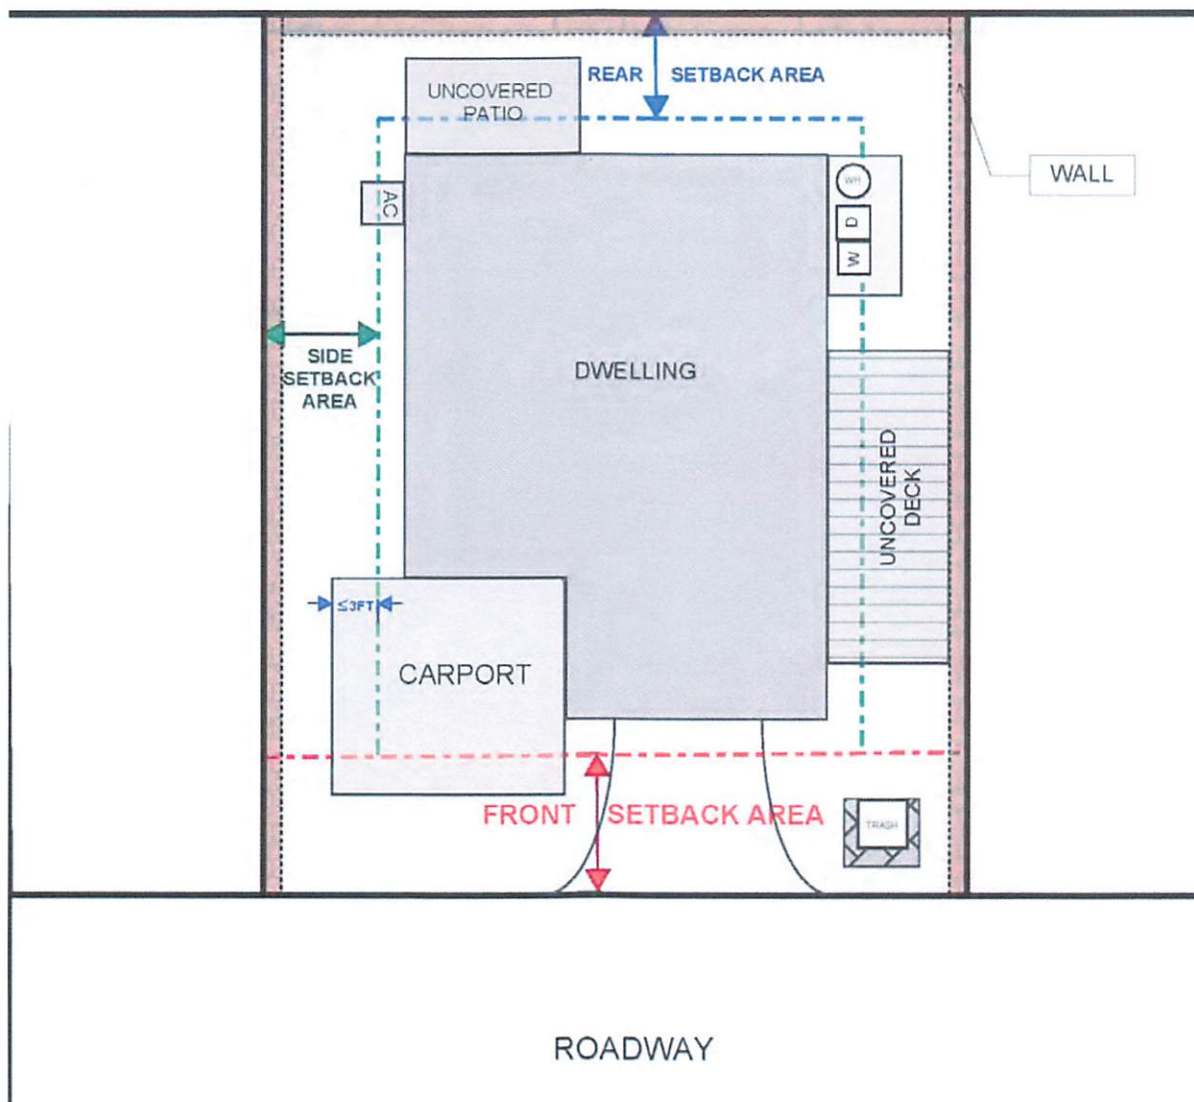 REAR SETBACK AREA
UNCOVERED
PATIO
WALL
WH
AC
D
W
SIDE
SETBACK
AREA
DWELLING
UNCOVERED
DECK
≤3FT
CARPORT
FRONT SETBACK AREA
TRASH
ROADWAY